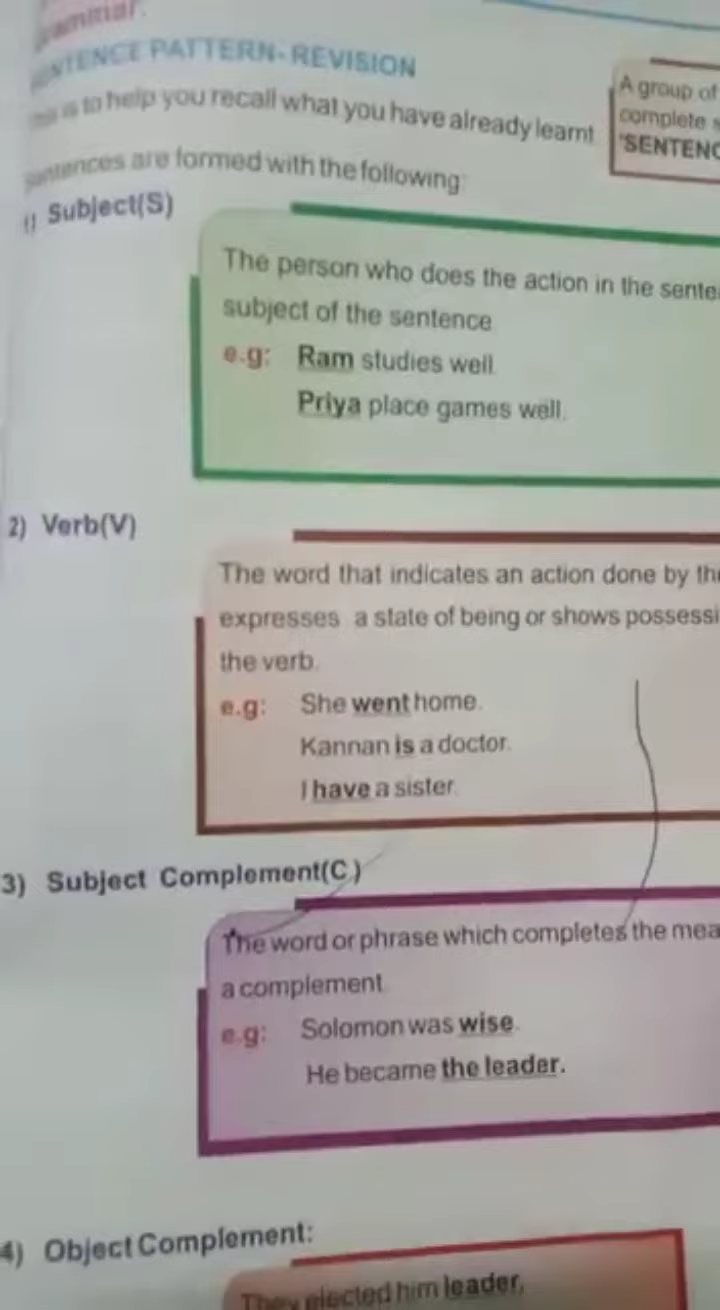 SENTENCE PATTERN-REVISION
is to help you recall what you have already learnt
A group of
complete
'SENTENC
Sentences are formed with the following:
1) Subject(S)
The person who does the action in the sente
subject of the sentence
e.g: Ram studies well
Priya place games well.
2) Verb(V)
The word that indicates an action done by the
expresses a state of being or shows possessi
the verb.
e.g: She went home.
Kannan is a doctor.
I have a sister
3) Subject Complement(C)
The word or phrase which completes the mea
a complement
e.g: Solomon was wise.
He became the leader.
4) Object Complement:
They elected him leader,